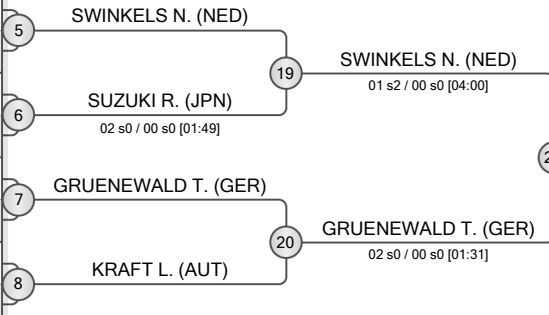 SWINKELS N. (NED)
5
19
SWINKELS N. (NED)
01 s2 / 00 s0 [04:00]
SUZUKI R. (JPN)
6
02 s0 / 00 s0 [01:49]
GRUENEWALD T. (GER)
7
20
GRUENEWALD T. (GER)
02 s0 / 00 s0 [01:31]
KRAFT L. (AUT)
8